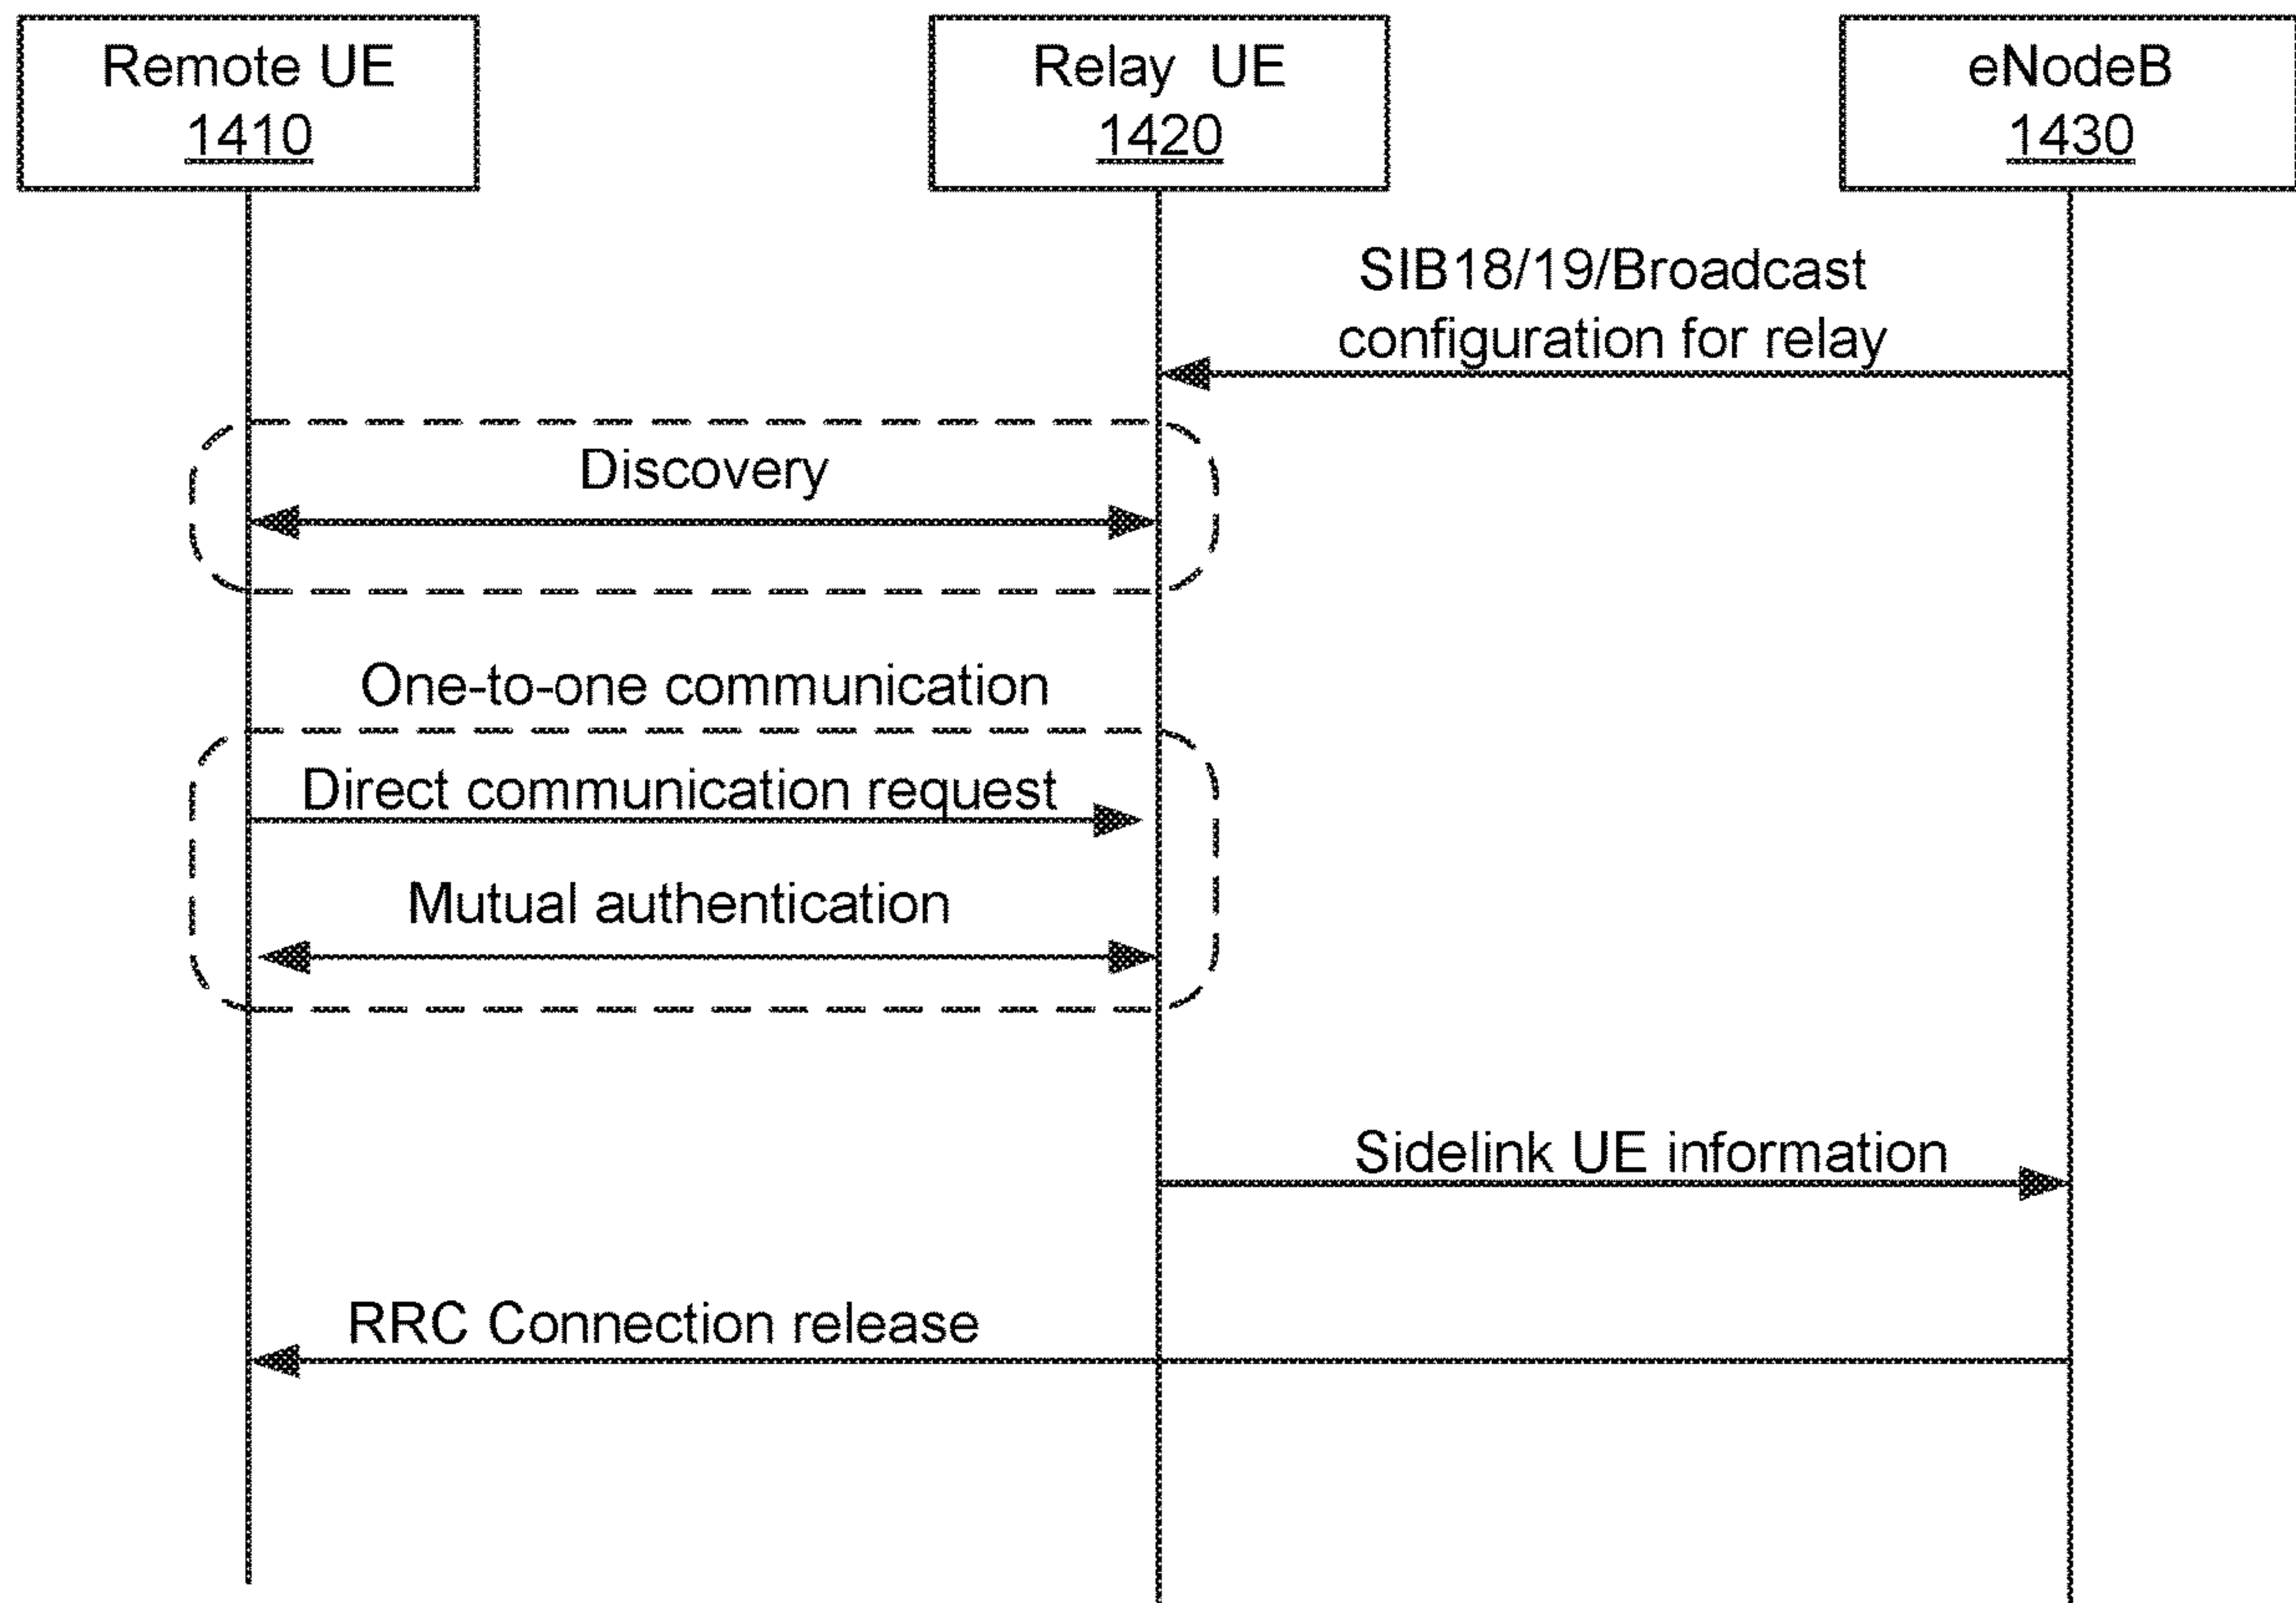 Remote UE
1410
Relay UE
1420
eNodeB
1430
SIB18/19/Broadcast
configuration for relay
Discovery
One-to-one communication
Direct communication request
Mutual authentication
Sidelink UE information
RRC Connection release